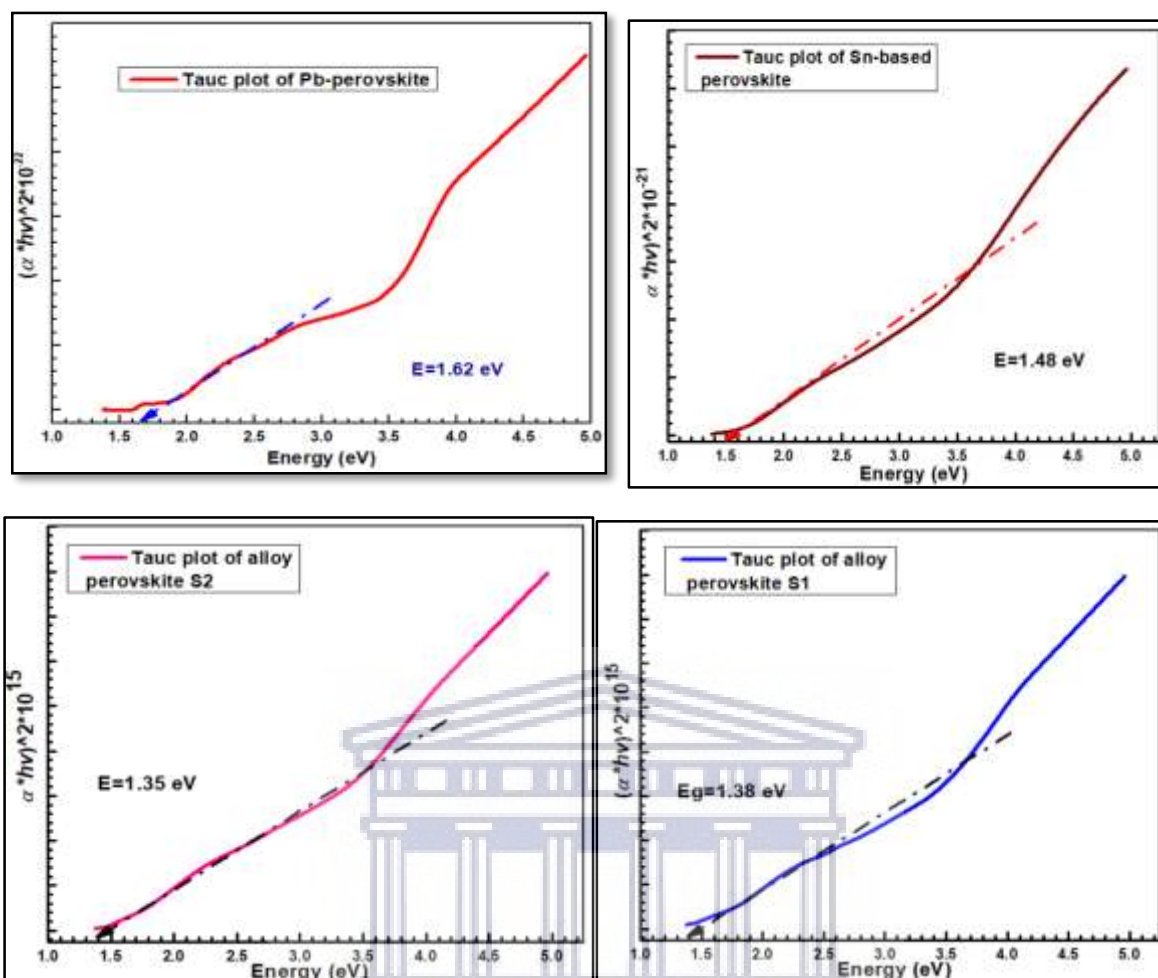 Tauc plot of Pb-perovskite
(α *hv)^2*10^-22
E=1.62 eV
1.0 1.5 2.0 2.5 3.0 3.5 4.0 4.5 5.0
Energy (eV)
Tauc plot of Sn-based
perovskite
α *hv)^2*10^-21
E=1.48 eV
1.0 1.5 2.0 2.5 3.0 3.5 4.0 4.5 5.0
Energy (eV)
Tauc plot of alloy
perovskite S2
α *hv)^2*10^15
E=1.35 eV
1.0 1.5 2.0 2.5 3.0 3.5 4.0 4.5 5.0
Energy (eV)
Tauc plot of alloy
perovskite S1
(α *hv)^2*10^15
Eg=1.38 eV
1.0 1.5 2.0 2.5 3.0 3.5 4.0 4.5 5.0
Energy (eV)